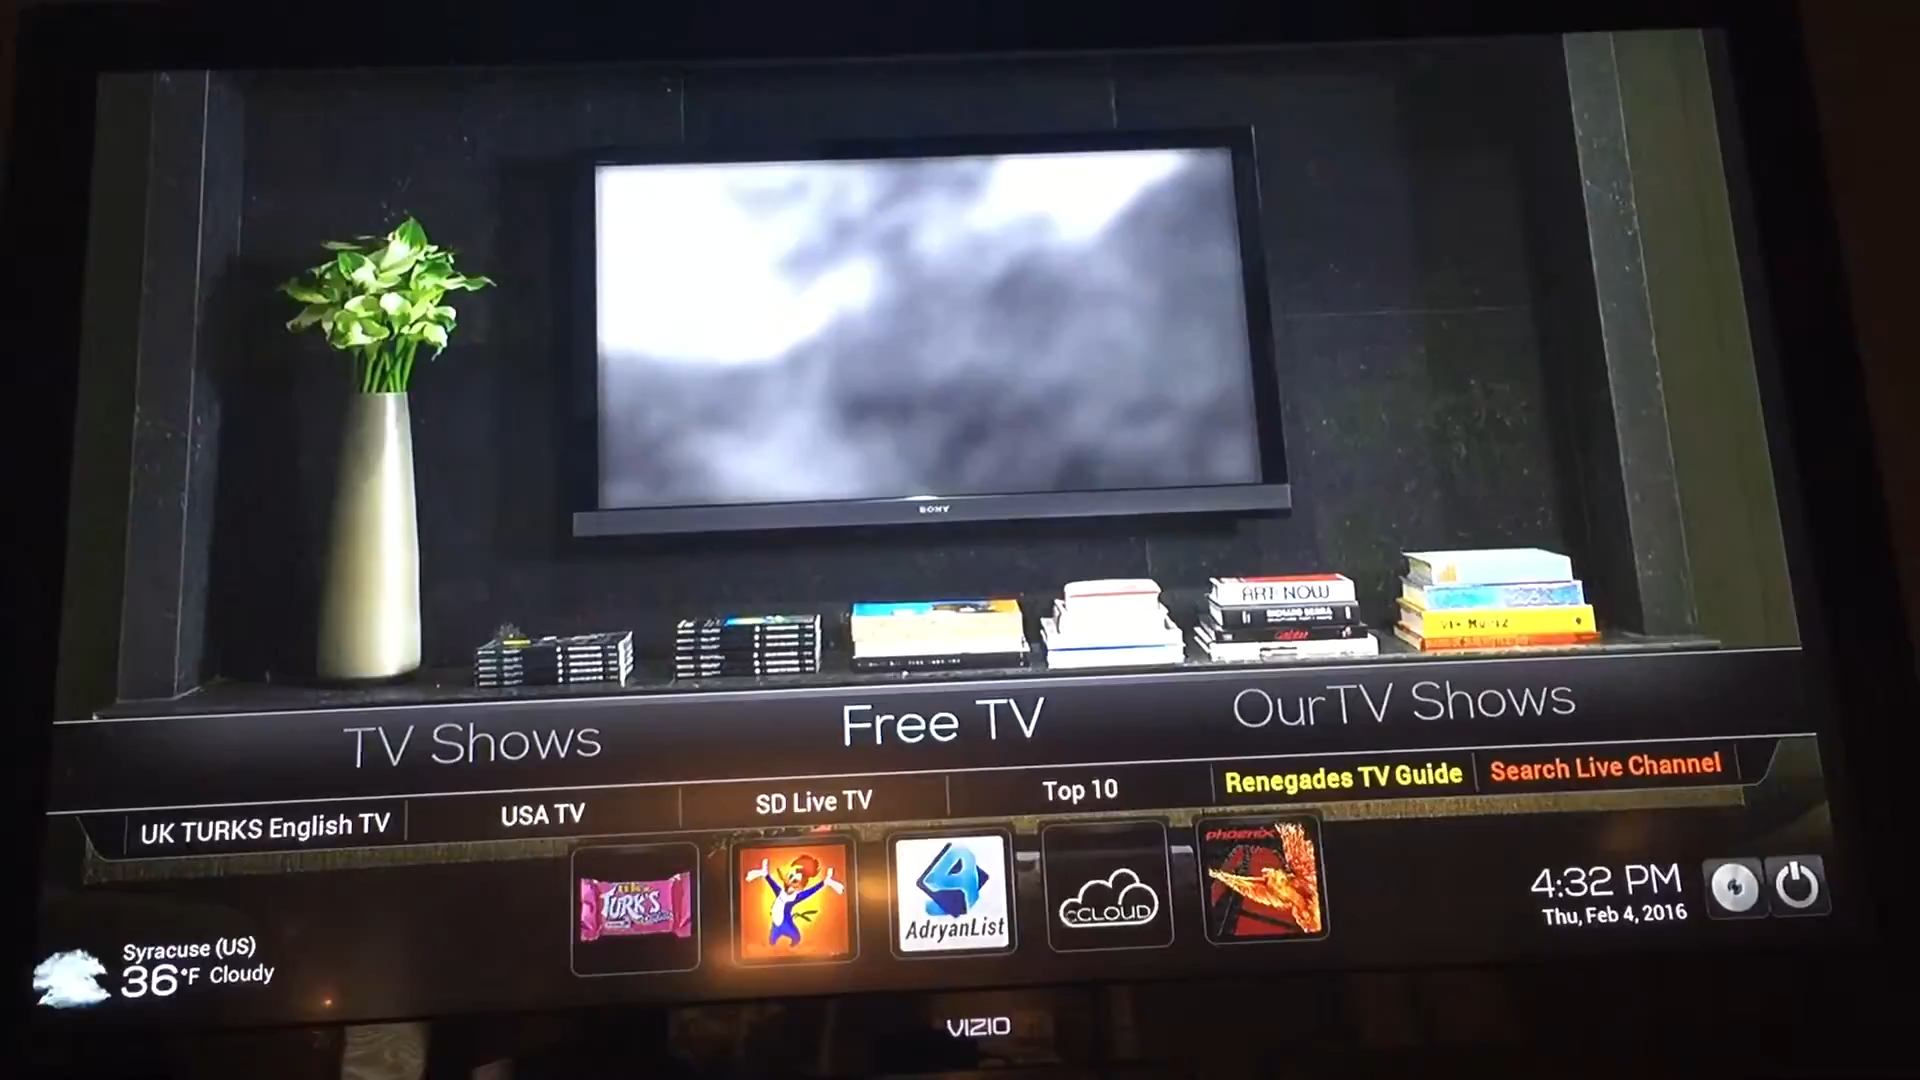 SONY
ART NOW
TV Shows
Free TV
OurTV Shows
UK TURKS English TV
USA TV
SD Live TV
Top 10
Renegades TV Guide
Search Live Channel
TURK'S
AdryanList
cCLOUD
phoenix
4:32 PM
Thu, Feb 4, 2016
Syracuse (US)
36°F Cloudy
VIZIO